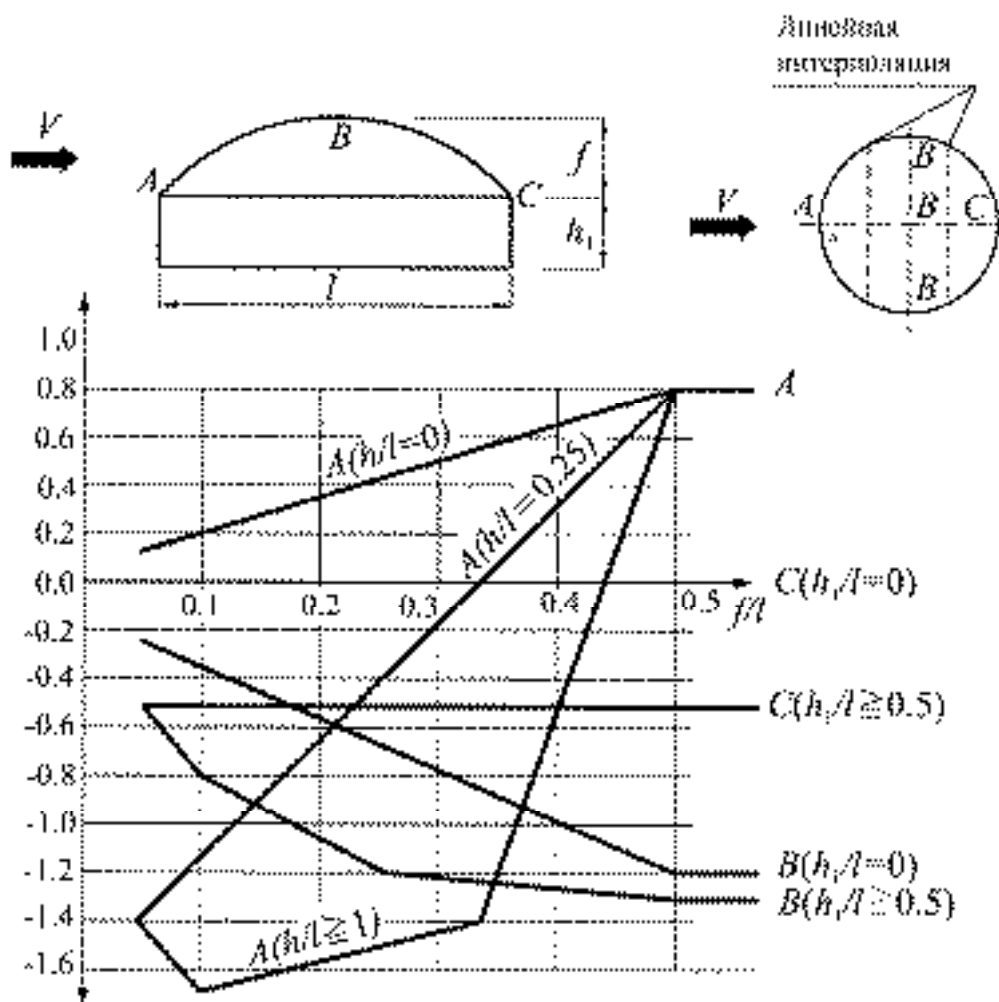 Линейная
интерполяция
V
B
f
A
C
h₁
l
V
A
B
B
C
B
1.0
0.8
0.6
0.4
0.2
0.0
-0.2
-0.4
-0.6
-0.8
-1.0
-1.2
-1.4
-1.6
0.1
0.2
0.3
0.4
0.5
f/l
A
A(h/l=0)
A(h/l=0,25)
C(h₁/l=0)
C(h₁/l≧0.5)
B(h₁/l=0)
B(h₁/l≧0.5)
A(h/l≧1)